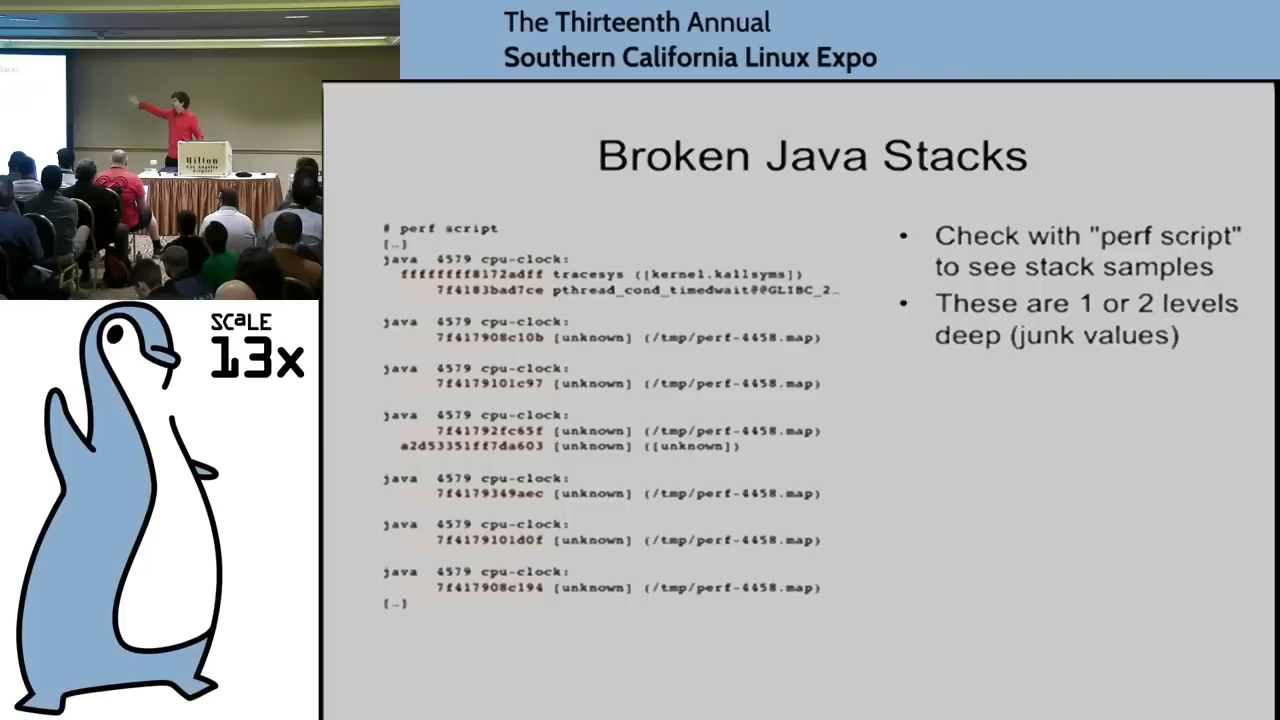 The Thirteenth Annual
Southern California Linux Expo
Hilton
Los Angeles
Airport
SCaLE
13x
Broken Java Stacks
# perf script
[…]
java 4579 cpu-clock:
ffffffff8172adff tracesys ([kernel.kallsyms])
7f4183bad7ce pthread_cond_timedwait@@GLIBC_2…
java 4579 cpu-clock:
7f417908c10b [unknown] (/tmp/perf-4458.map)
java 4579 cpu-clock:
7f4179101c97 [unknown] (/tmp/perf-4458.map)
java 4579 cpu-clock:
7f41792fc65f [unknown] (/tmp/perf-4458.map)
a2d53351ff7da603 [unknown] ([unknown])
java 4579 cpu-clock:
7f4179349aec [unknown] (/tmp/perf-4458.map)
java 4579 cpu-clock:
7f4179101d0f [unknown] (/tmp/perf-4458.map)
java 4579 cpu-clock:
7f417908c194 [unknown] (/tmp/perf-4458.map)
[…]
• Check with "perf script"
to see stack samples
• These are 1 or 2 levels
deep (junk values)